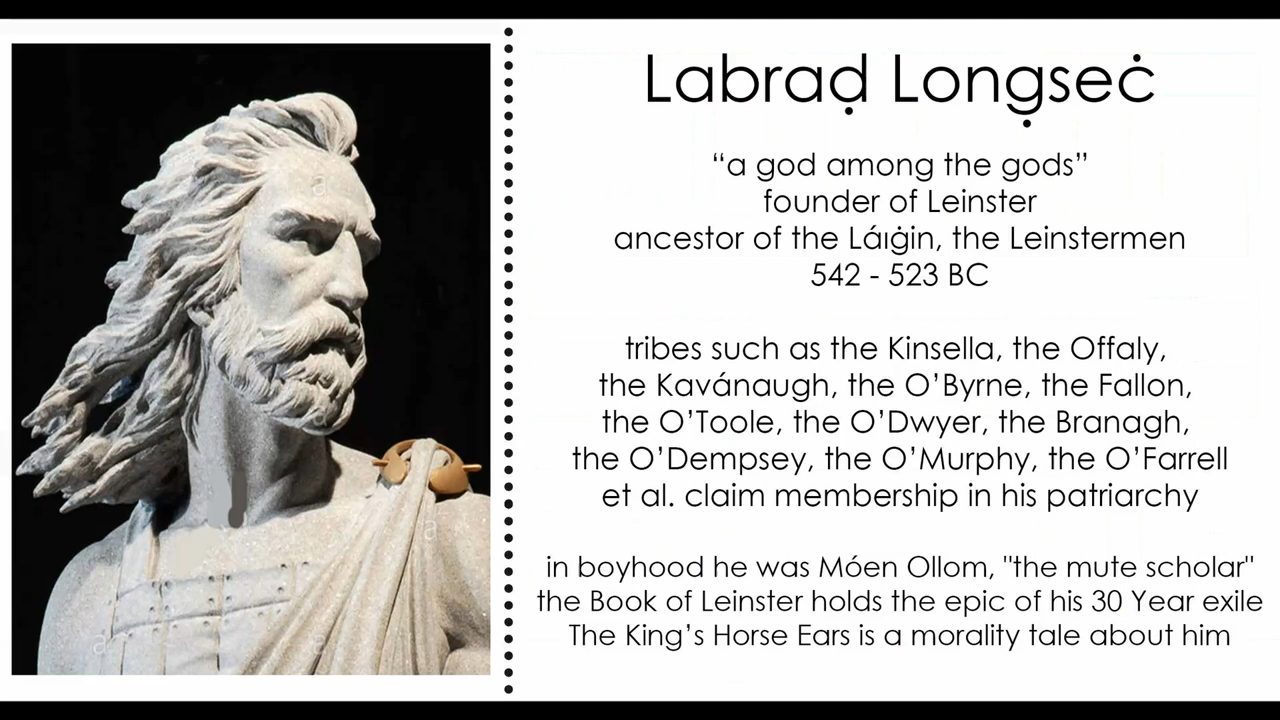 Labraḍ Longṣeċ
“a god among the gods”
founder of Leinster
ancestor of the Láıġin, the Leinstermen
542 - 523 BC
tribes such as the Kinsella, the Offaly,
the Kavánaugh, the O’Byrne, the Fallon,
the O’Toole, the O’Dwyer, the Branagh,
the O’Dempsey, the O’Murphy, the O’Farrell
et al. claim membership in his patriarchy
in boyhood he was Móen Ollom, "the mute scholar"
the Book of Leinster holds the epic of his 30 Year exile
The King’s Horse Ears is a morality tale about him
a
a
a
a